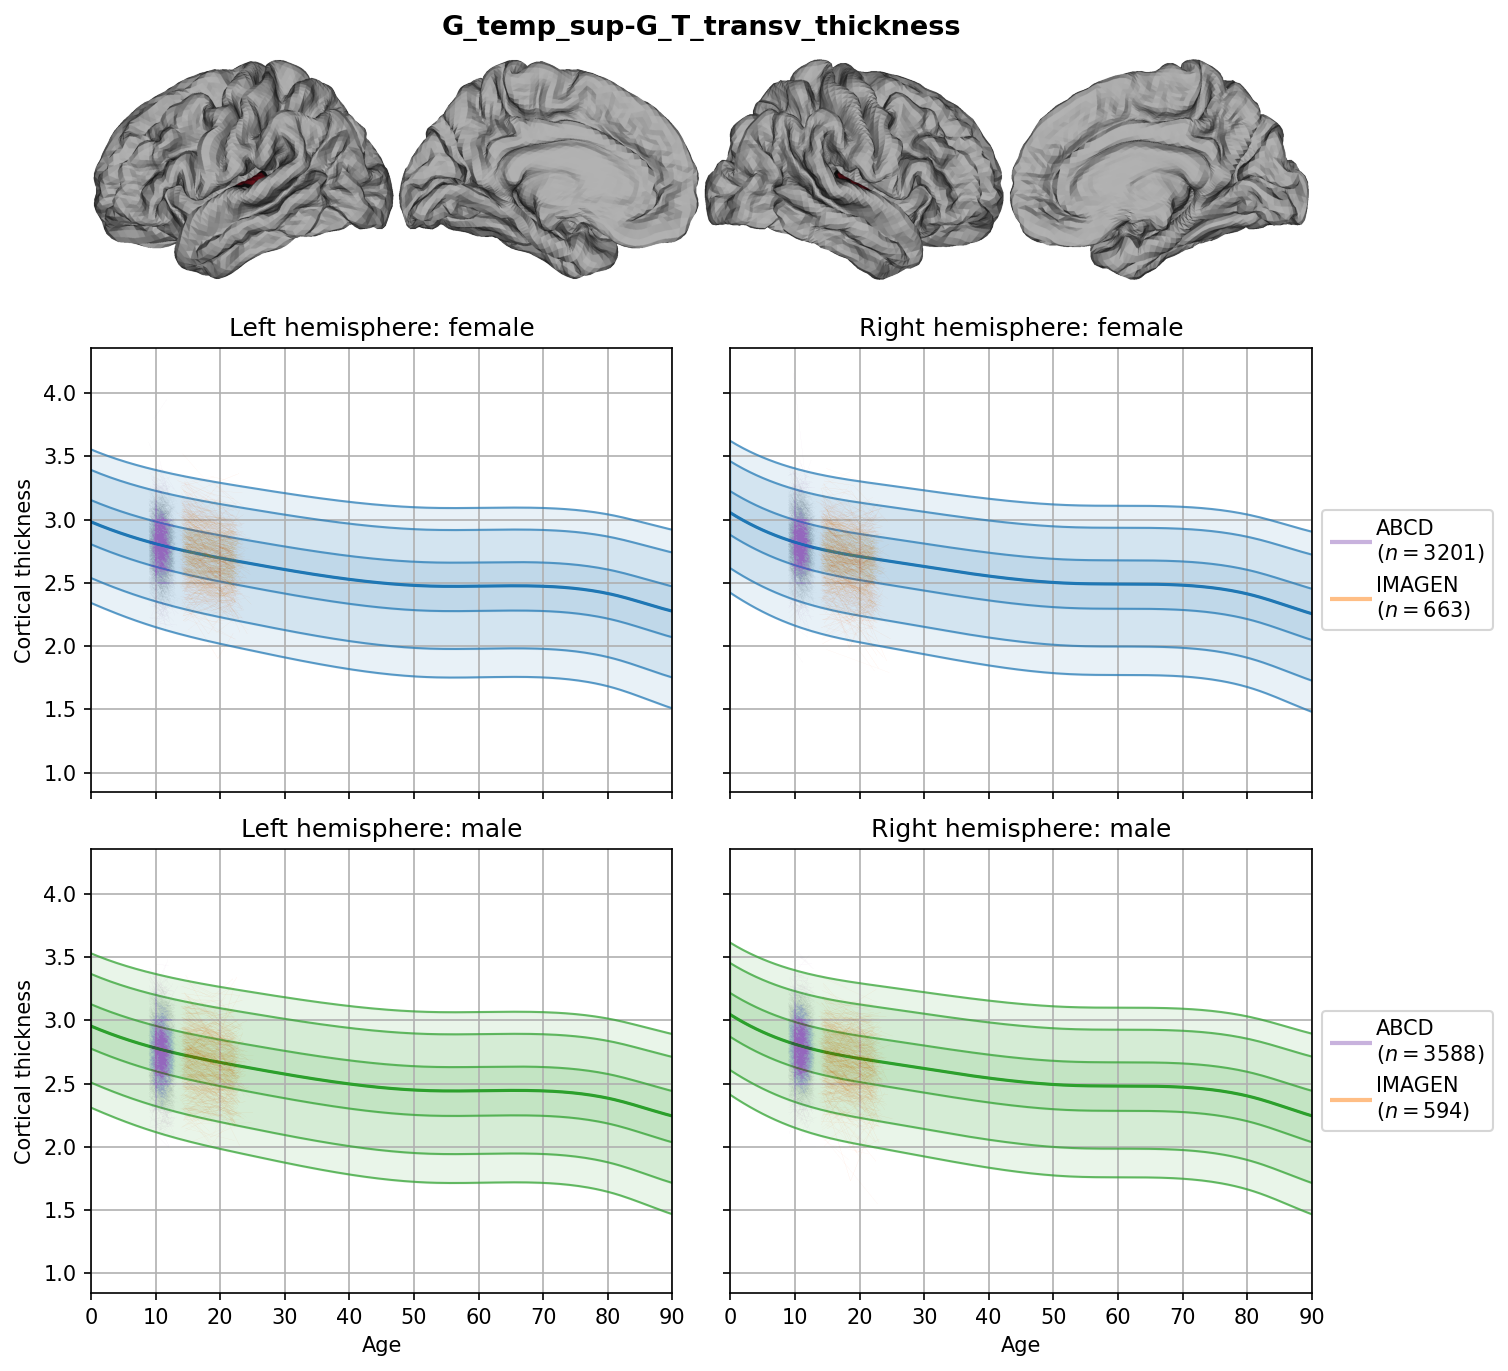 G_temp_sup-G_T_transv_thickness
Left hemisphere: female
Right hemisphere: female
Cortical thickness
4.0
3.5
3.0
2.5
2.0
1.5
1.0
ABCD
(n = 3201)
IMAGEN
(n = 663)
Left hemisphere: male
Right hemisphere: male
Cortical thickness
4.0
3.5
3.0
2.5
2.0
1.5
1.0
ABCD
(n = 3588)
IMAGEN
(n = 594)
0 10 20 30 40 50 60 70 80 90
Age
0 10 20 30 40 50 60 70 80 90
Age